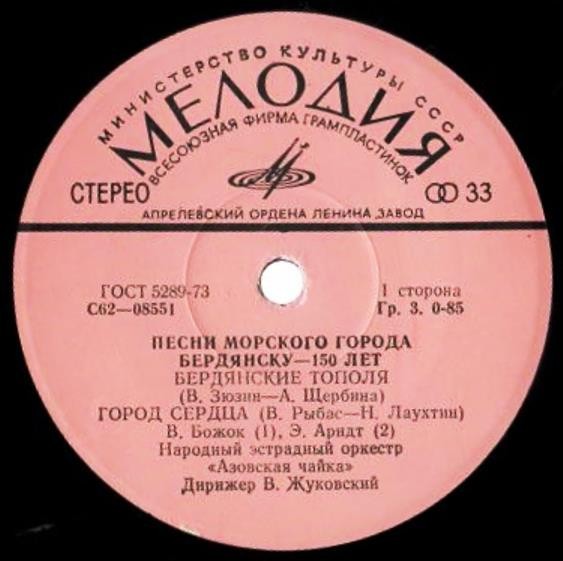 МИНИСТЕРСТВО КУЛЬТУРЫ СССР
МЕЛОДИЯ
ВСЕСОЮЗНАЯ ФИРМА ГРАМПЛАСТИНОК
СТЕРЕО 33
АПРЕЛЕВСКИЙ ОРДЕНА ЛЕНИНА ЗАВОД
ГОСТ 5289-73 1 сторона
С62—08551 Гр. 3. 0-85
ПЕСНИ МОРСКОГО ГОРОДА
БЕРДЯНСКУ—150 ЛЕТ
БЕРДЯНСКИЕ ТОПОЛЯ
(В. Зюзин—А. Щербина)
ГОРОД СЕРДЦА (В. Рыбас—Н. Лаухтин)
В. Божок (1), Э. Арндт (2)
Народный эстрадный оркестр
«Азовская чайка»
Дирижер В. Жуковский